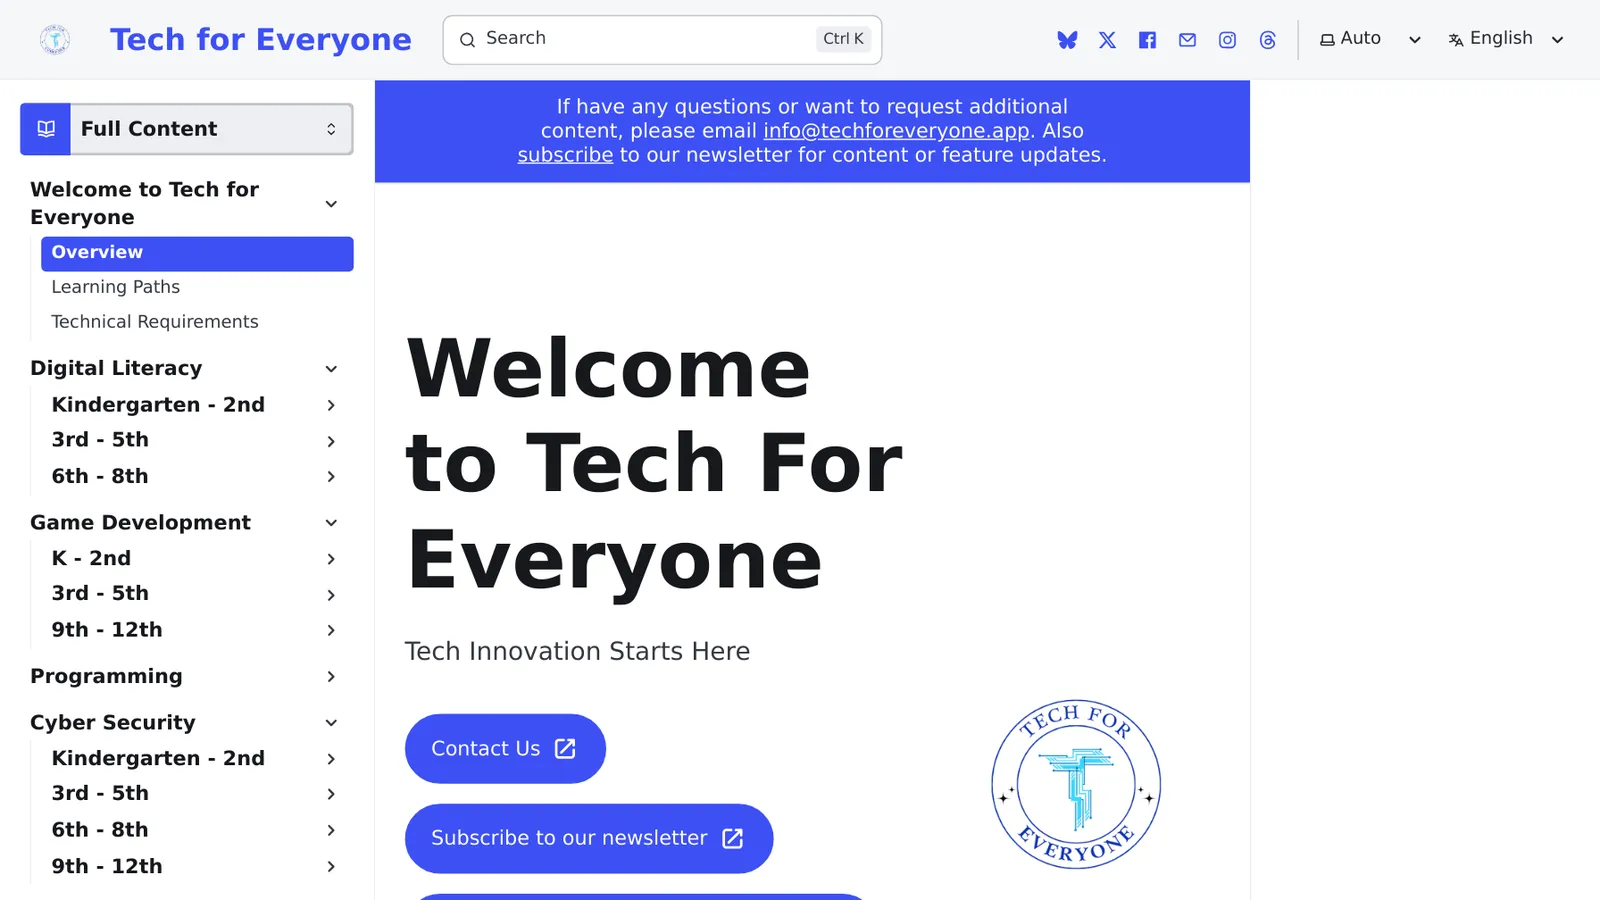 Tech for Everyone
Search
Ctrl K
Auto
English
Full Content
Welcome to Tech for
Everyone
Overview
Learning Paths
Technical Requirements
Digital Literacy
Kindergarten - 2nd
3rd - 5th
6th - 8th
Game Development
K - 2nd
3rd - 5th
9th - 12th
Programming
Cyber Security
Kindergarten - 2nd
3rd - 5th
6th - 8th
9th - 12th
If have any questions or want to request additional
content, please email info@techforeveryone.app. Also
subscribe to our newsletter for content or feature updates.
Welcome
to Tech For
Everyone
Tech Innovation Starts Here
Contact Us
Subscribe to our newsletter
TECH FOR
EVERYONE